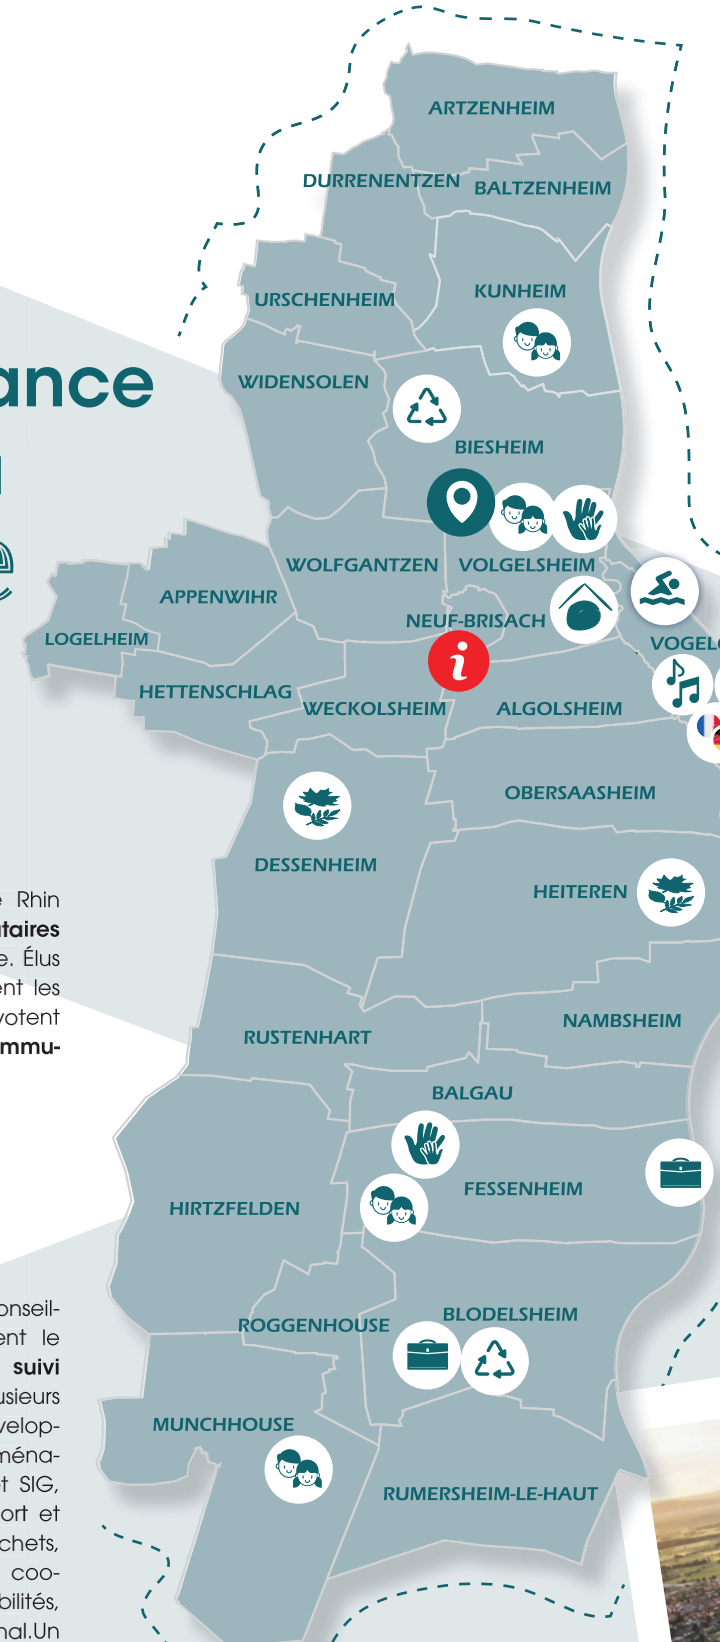 ARTZENHEIM
DURRENENTZEN
BALTZENHEIM
KUNHEIM
URSCHENHEIM
ance
WIDENSOLEN
BIESHEIM
WOLFGANTZEN
VOLGELSHEIM
APPENWIHR
NEUF-BRISACH
LOGELHEIM
VOGELG
HETTENSCHLAG
WECKOLSHEIM
ALGOLSHEIM
i
OBERSAASHEIM
DESSENHEIM
HEITEREN
Rhin
taires
e. Élus
ent les
votent
mmu-
NAMBSHEIM
RUSTENHART
BALGAU
FESSENHEIM
HIRTZFELDEN
ROGGENHOUSE
BLODELSHEIM
MUNCHHOUSE
RUMERSHEIM-LE-HAUT
onseil-
ent le
suivi
usieurs
velop-
ména-
t SIG,
ort et
chets,
coo-
bilités,
nal.Un